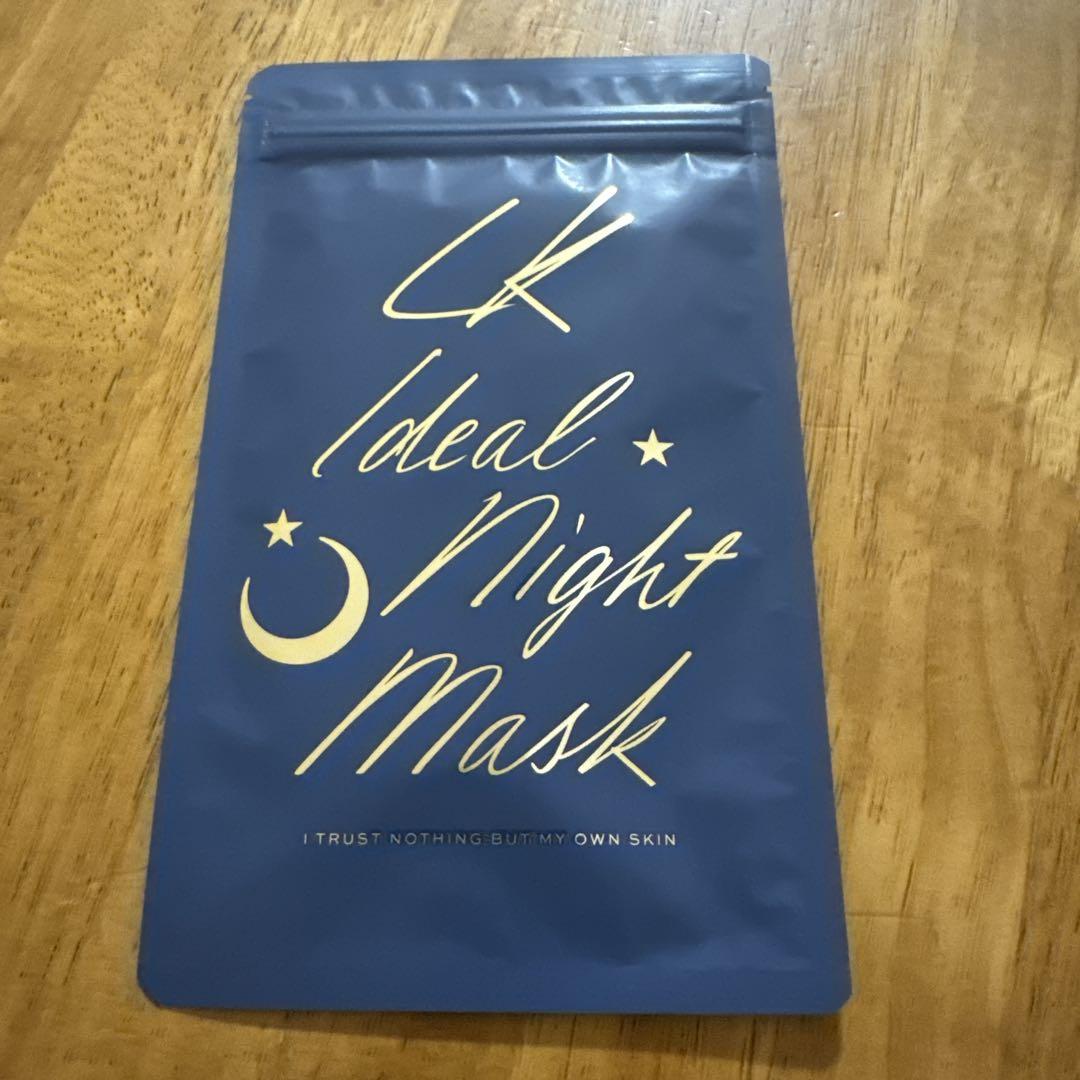 LK
Ideal
Night
Mask
I TRUST NOTHING BUT MY OWN SKIN